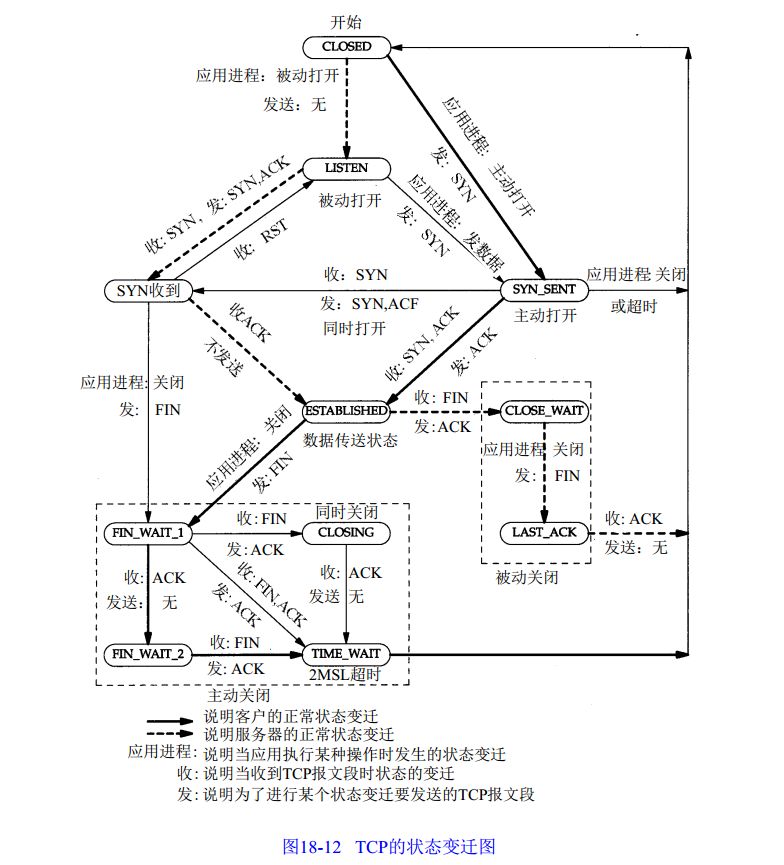 开始
CLOSED
应用进程：被动打开
发送：无
应用进程：主动打开
发：SYN
LISTEN
被动打开
收：SYN，发：SYN,ACK
收：RST
应用进程：发数据
发：SYN
SYN收到
收：SYN
发：SYN,ACF
同时打开
SYN_SENT
主动打开
应用进程 关闭
或超时
收ACK
不发送
收：SYN, ACK
发：ACK
应用进程：关闭
发： FIN
ESTABLISHED
数据传送状态
收：FIN
发：ACK
CLOSE_WAIT
应用进程 关闭
发： FIN
应用进程：关闭
发：FIN
LAST_ACK
收：ACK
发送：无
被动关闭
FIN_WAIT_1
收：FIN
发：ACK
同时关闭
CLOSING
收：ACK
发送： 无
收：FIN,ACK
发：ACK
收：ACK
发送 无
FIN_WAIT_2
收：FIN
发：ACK
TIME_WAIT
2MSL超时
主动关闭
说明客户的正常状态变迁
说明服务器的正常状态变迁
应用进程：说明当应用执行某种操作时发生的状态变迁
收：说明当收到TCP报文段时状态的变迁
发：说明为了进行某个状态变迁要发送的TCP报文段
图18-12 TCP的状态变迁图